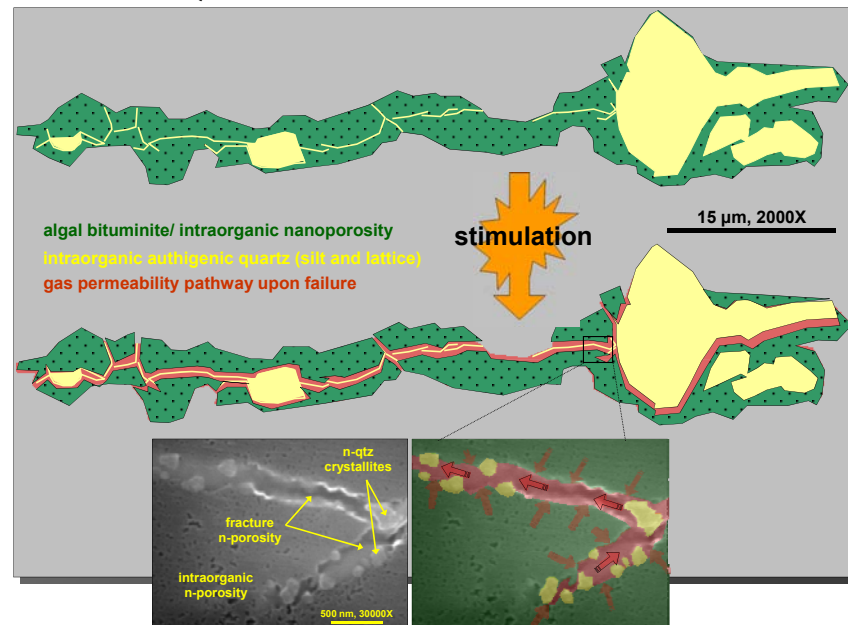 15 µm, 2000X
stimulation
algal bituminite/ intraorganic nanoporosity
intraorganic authigenic quartz (silt and lattice)
gas permeability pathway upon failure
n-qtz
crystallites
fracture
n-porosity
intraorganic
n-porosity
500 nm, 30000X